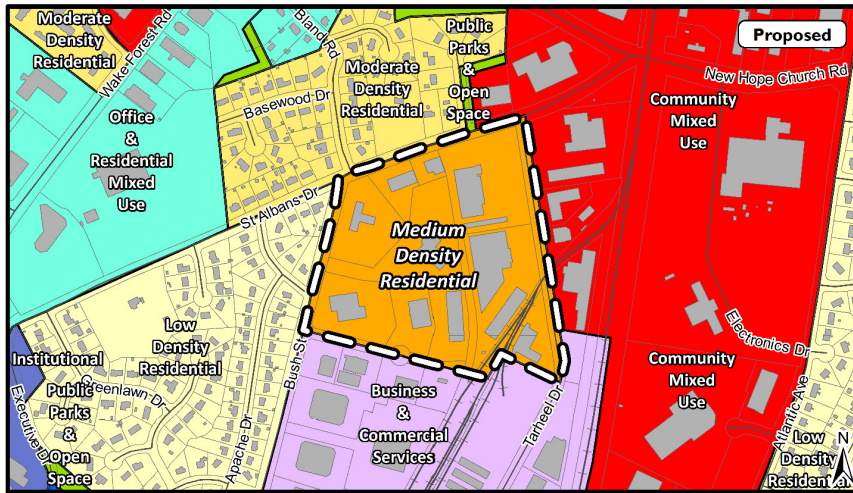 Moderate
Density
Residential
Wake Forest Rd
Bland Rd
Public
Parks
&
Open
Space
Proposed
New Hope Church Rd
Moderate
Density
Residential
Basewood Dr
Community
Mixed
Use
Office
&
Residential
Mixed
Use
St Albans Dr
Medium
Density
Residential
Low
Density
Residential
Institutional
Public
Parks
&
Open
Space
Greenlawn Dr
Executive Dr
Apache Dr
Bush St
Business
&
Commercial
Services
Tarheel Dr
Electronics Dr
Community
Mixed
Use
Atlantic Ave
Low
Density
Residential
N